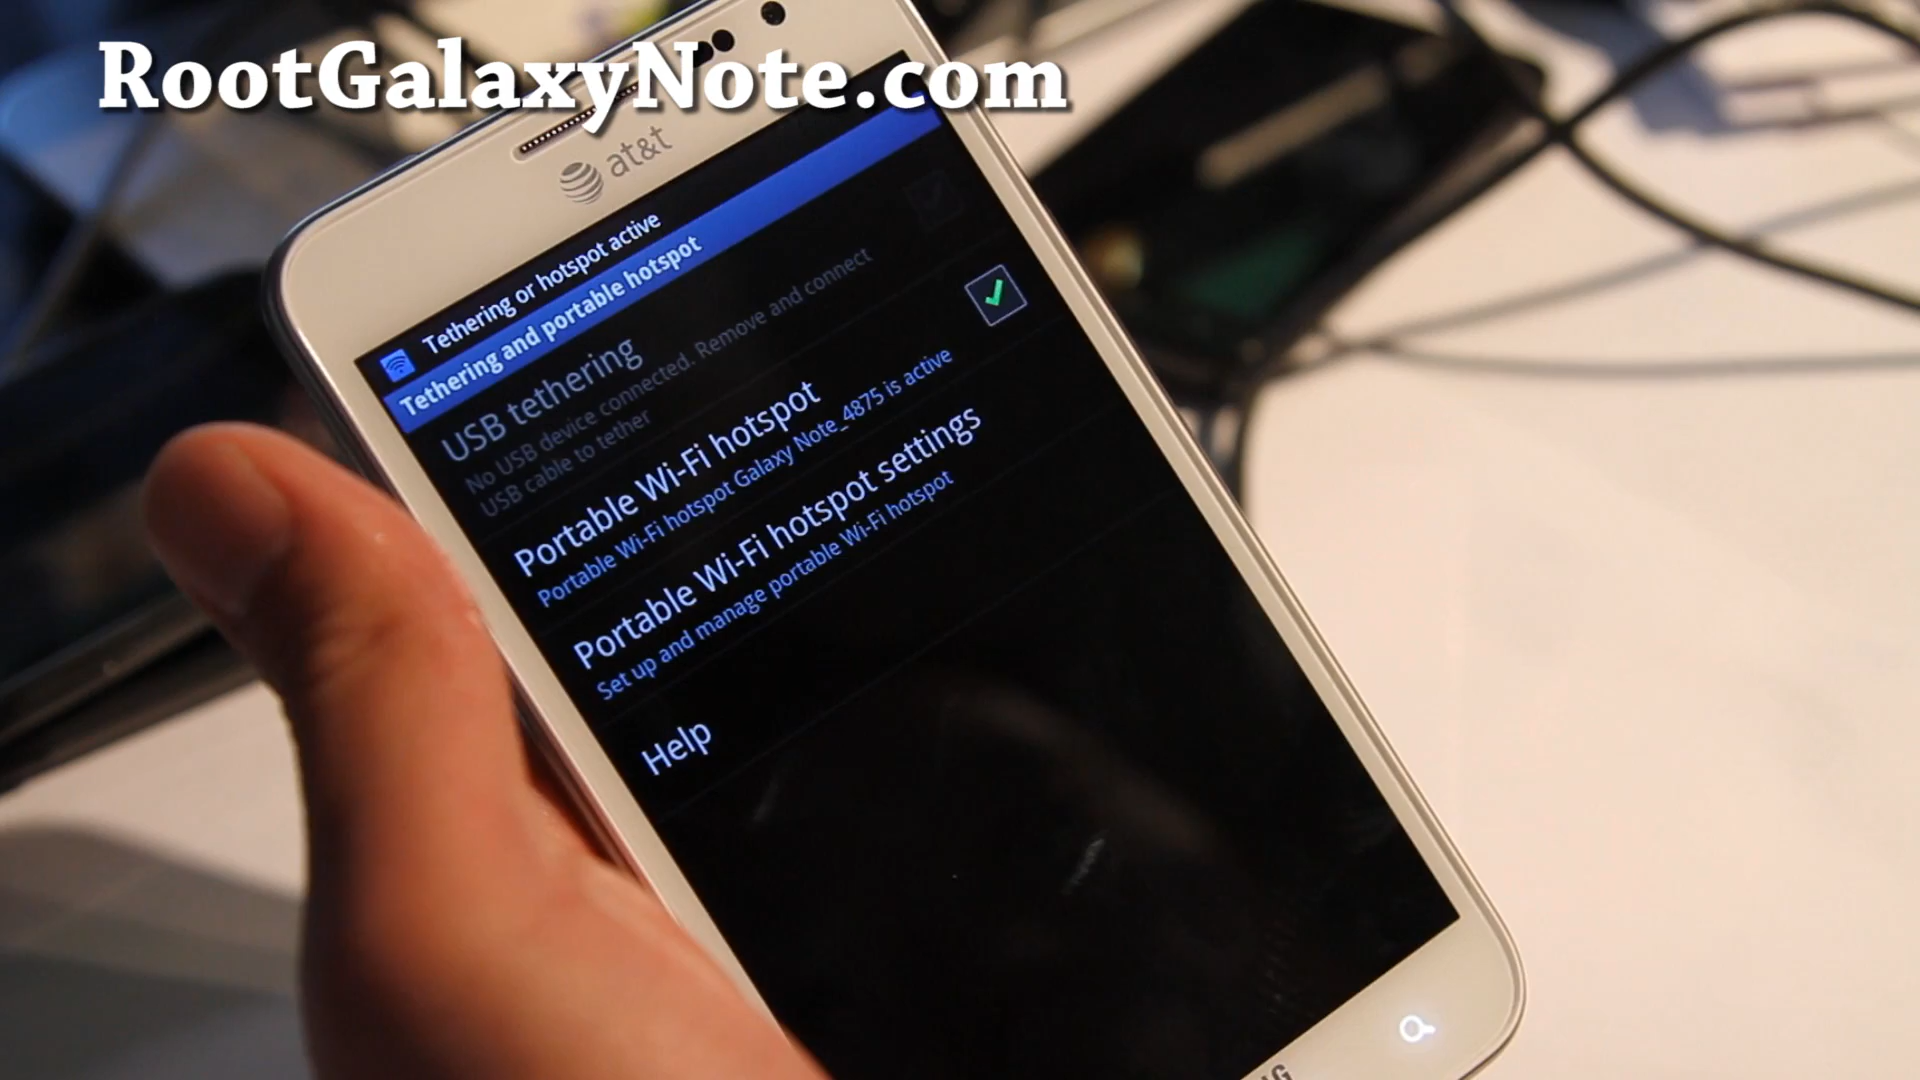 RootGalaxyNote.com
at&t
Tethering or hotspot active
Tethering and portable hotspot
USB tethering
No USB device connected. Remove and connect
USB cable to tether
Portable Wi-Fi hotspot
Portable Wi-Fi hotspot Galaxy Note_4875 is active
Portable Wi-Fi hotspot settings
Set up and manage portable Wi-Fi hotspot
Help